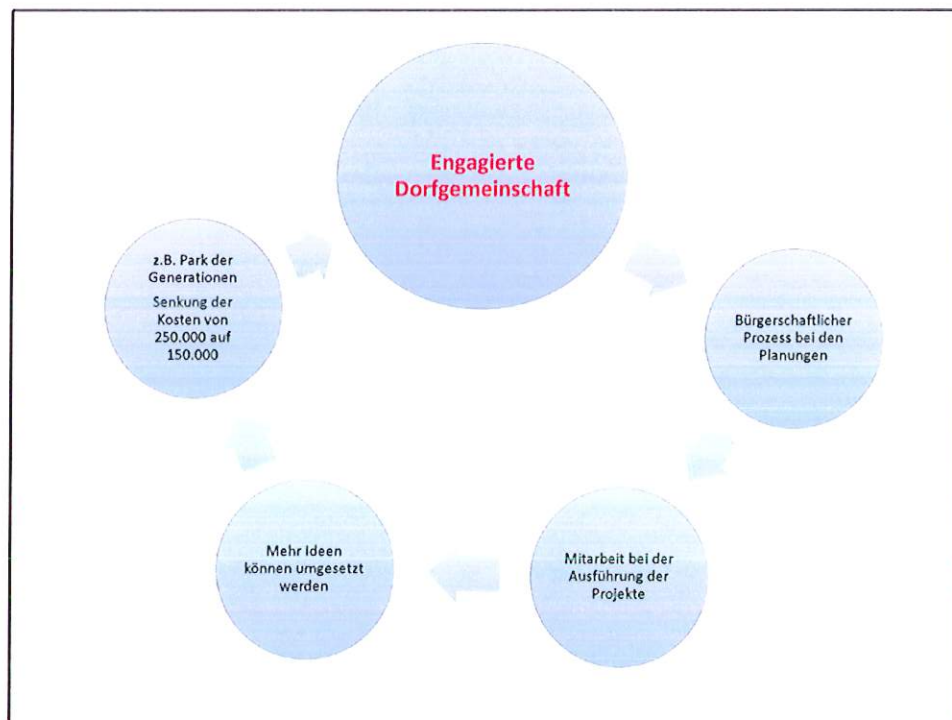 Engagierte
Dorfgemeinschaft
Bürgerschaftlicher
Prozess bei den
Planungen
Mitarbeit bei der
Ausführung der
Projekte
Mehr Ideen
können umgesetzt
werden
z.B. Park der
Generationen
Senkung der
Kosten von
250.000 auf
150.000